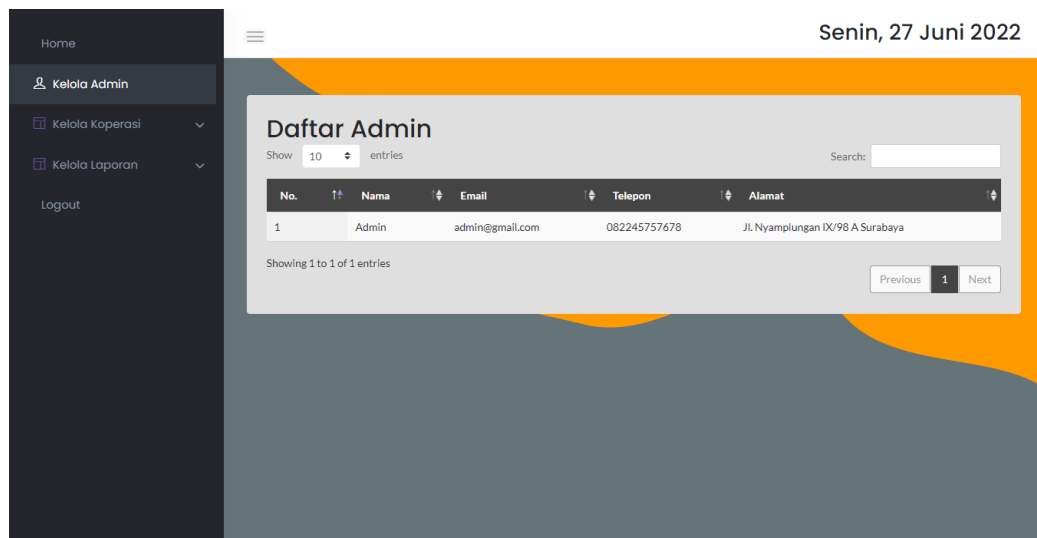 Home
Kelola Admin
Kelola Koperasi
Kelola Laporan
Logout
Senin, 27 Juni 2022
Daftar Admin
Show 10 entries
Search:
No. Nama Email Telepon Alamat
1 Admin admin@gmail.com 082245757678 Jl. Nyamplungan IX/98 A Surabaya
Showing 1 to 1 of 1 entries
Previous 1 Next